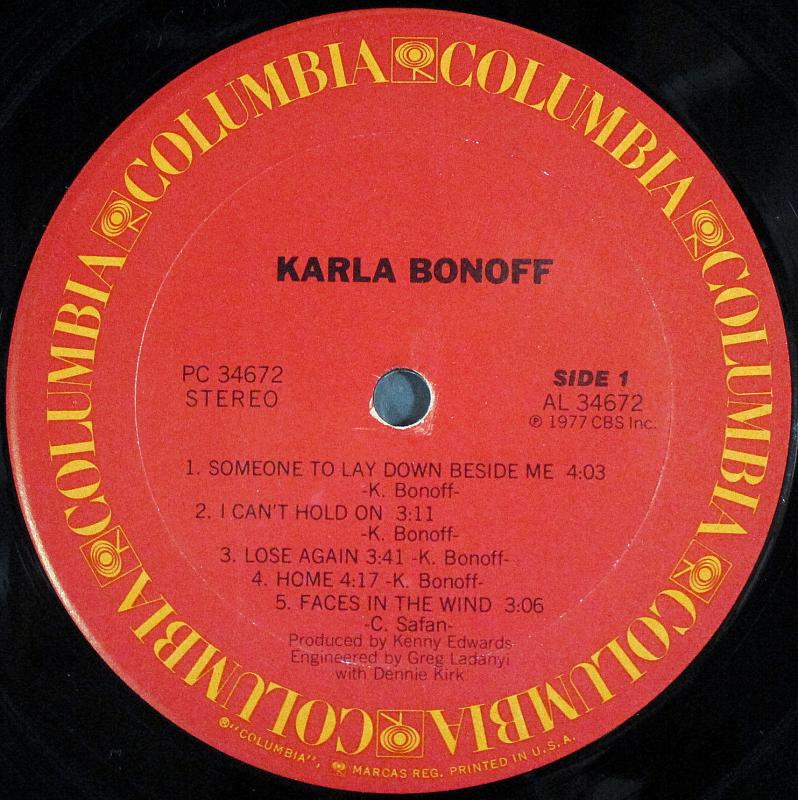 COLUMBIA COLUMBIA COLUMBIA COLUMBIA COLUMBIA COLUMBIA COLUMBIA COLUMBIA
KARLA BONOFF
PC 34672
STEREO
SIDE 1
AL 34672
℗ 1977 CBS Inc.
1. SOMEONE TO LAY DOWN BESIDE ME 4:03
-K. Bonoff-
2. I CAN'T HOLD ON 3:11
-K. Bonoff-
3. LOSE AGAIN 3:41 -K. Bonoff-
4. HOME 4:17 -K. Bonoff-
5. FACES IN THE WIND 3:06
-C. Safan-
Produced by Kenny Edwards
Engineered by Greg Ladanyi
with Dennie Kirk
®"COLUMBIA", MARCAS REG. PRINTED IN U.S.A.